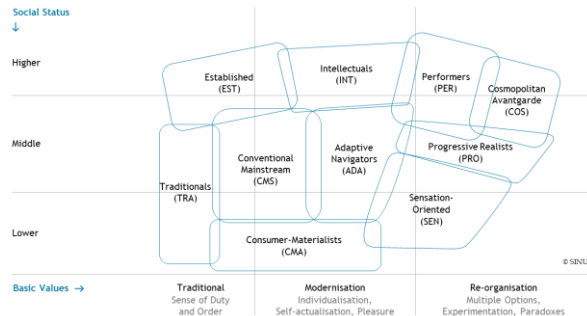 Social Status
↓
Higher
Established
(EST)
Intellectuals
(INT)
Performers
(PER)
Cosmopolitan
Avantgarde
(COS)
Middle
Traditionals
(TRA)
Conventional
Mainstream
(CMS)
Adaptive
Navigators
(ADA)
Progressive Realists
(PRO)
Sensation-
Oriented
(SEN)
Lower
Consumer-Materialists
(CMA)
©
Basic Values →
Traditional
Sense of Duty
and Order
Modernisation
Individualisation,
Self-actualisation, Pleasure
Re-organisation
Multiple Options,
Experimentation, Paradoxes